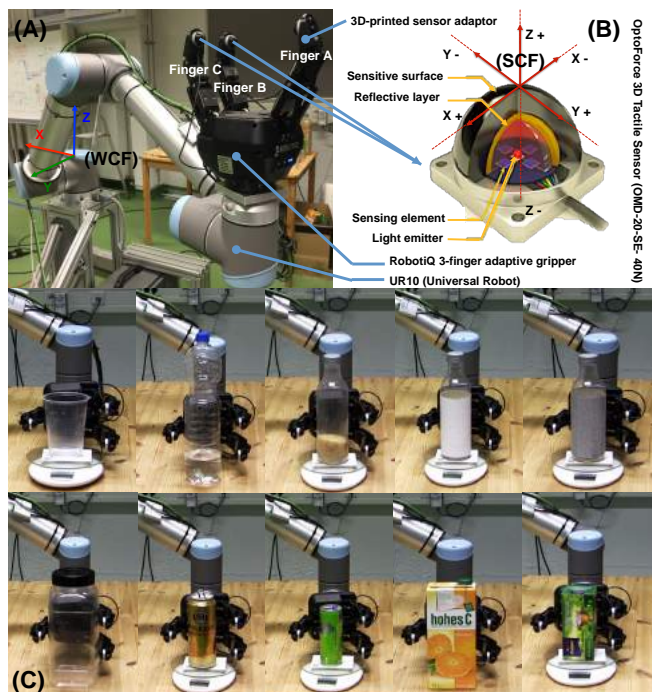 (A)
3D-printed sensor adaptor
Finger A
Finger C
Finger B
Z
X
(WCF)
Y
(B)
OptoForce 3D Tactile Sensor (OMD-20-SE- 40N)
Z +
Y -
(SCF)
X -
Sensitive surface
Reflective layer
X +
Y +
Sensing element
Z -
Light emitter
RobotiQ 3-finger adaptive gripper
UR10 (Universal Robot)
hohes C
(C)